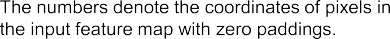 The numbers denote the coordinates of pixels in
the input feature map with zero paddings.